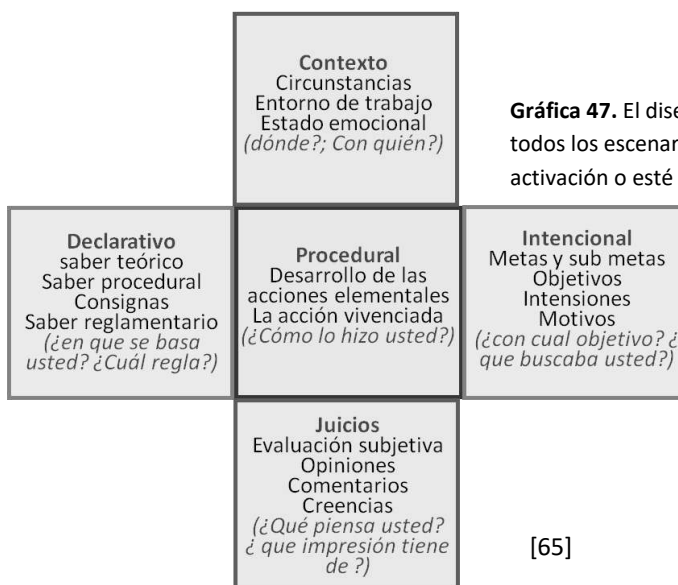 Contexto
Circunstancias
Entorno de trabajo
Estado emocional
(dónde?; Con quién?)
Gráfica 47. El dise
todos los escenar
activación o esté
Declarativo
saber teórico
Saber procedural
Consignas
Saber reglamentario
(¿en que se basa
usted? ¿Cuál regla?)
Procedural
Desarrollo de las
acciones elementales
La acción vivenciada
(¿Cómo lo hizo usted?)
Intencional
Metas y sub metas
Objetivos
Intensiones
Motivos
(¿con cual objetivo? ¿
que buscaba usted?)
Juicios
Evaluación subjetiva
Opiniones
Comentarios
Creencias
(¿Qué piensa usted?
¿ que impresión tiene
de ?)
[65]